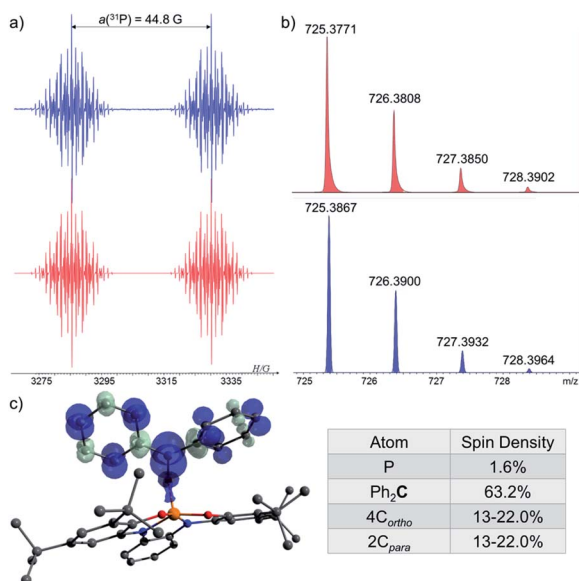 a)
a(³¹P) = 44.8 G
3275 3295 3315 3335
H/G
b)
725.3771
726.3808
727.3850
728.3902
725.3867
726.3900
727.3932
728.3964
725 726 727 728 m/z
c)
Atom Spin Density
P 1.6%
Ph₂C 63.2%
4Cortho 13-22.0%
2Cpara 13-22.0%